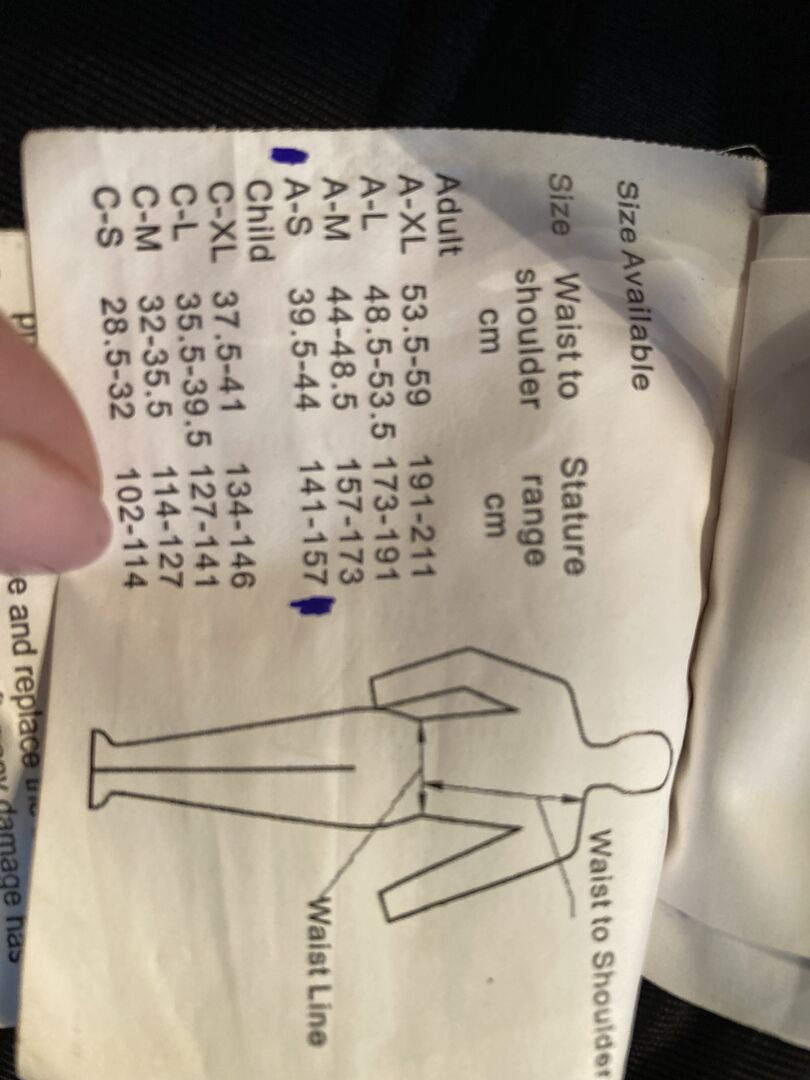 Size Available
Size Waist to Stature
shoulder range
cm cm
Adult
A-XL 53.5-59 191-211
A-L 48.5-53.5 173-191
A-M 44-48.5 157-173
A-S 39.5-44 141-157
Child
C-XL 37.5-41 134-146
C-L 35.5-39.5 127-141
C-M 32-35.5 114-127
C-S 28.5-32 102-114
Waist to Shoulder
Waist Line
e and replace
damage has